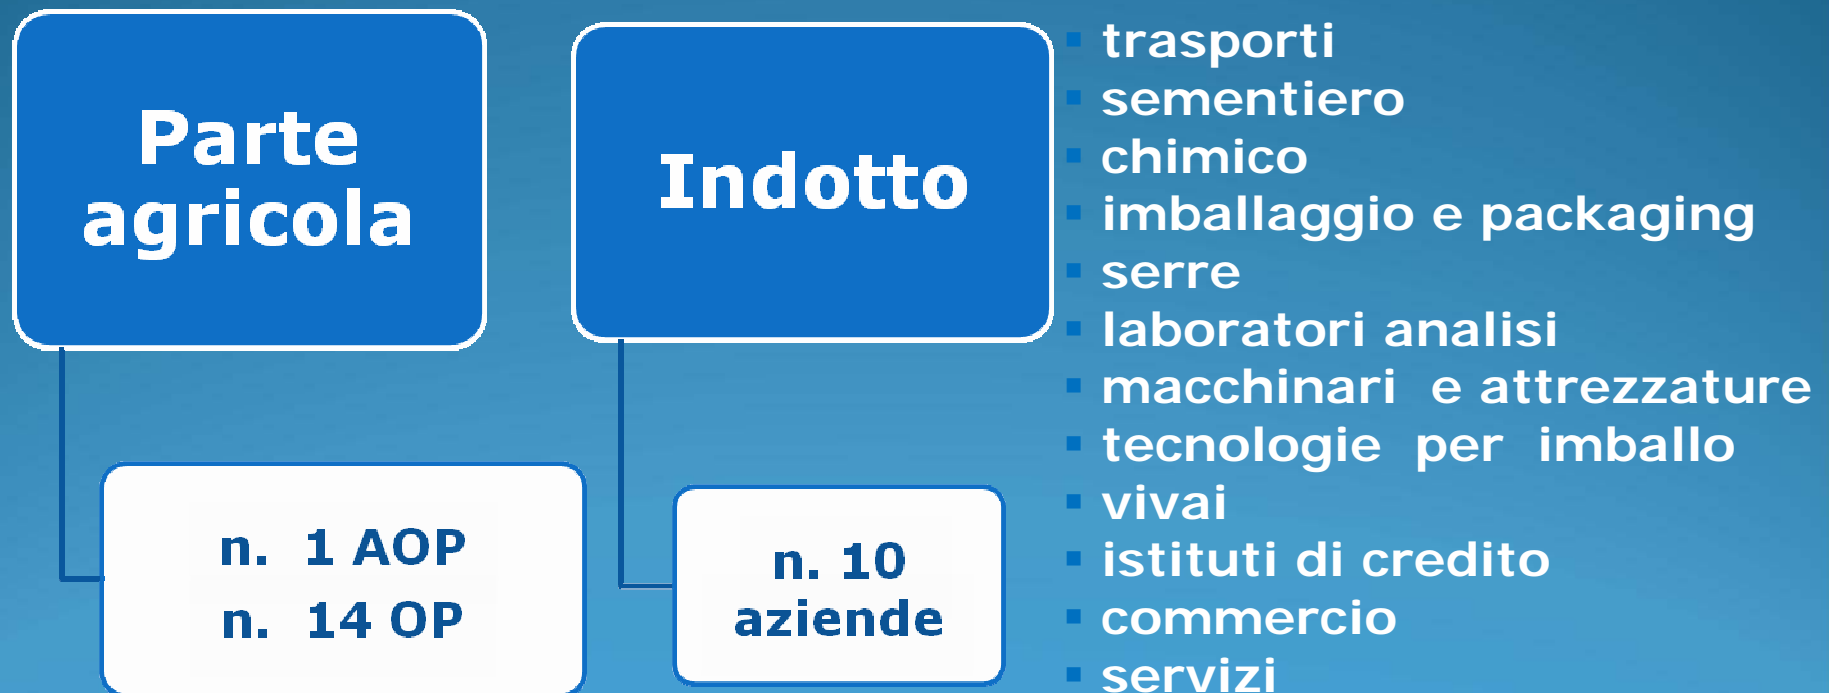 Parte
agricola
n. 1 AOP
n. 14 OP
Indotto
n. 10
aziende
trasporti
sementiero
chimico
imballaggio e packaging
serre
laboratori analisi
macchinari e attrezzature
tecnologie per imballo
vivai
istituti di credito
commercio
servizi